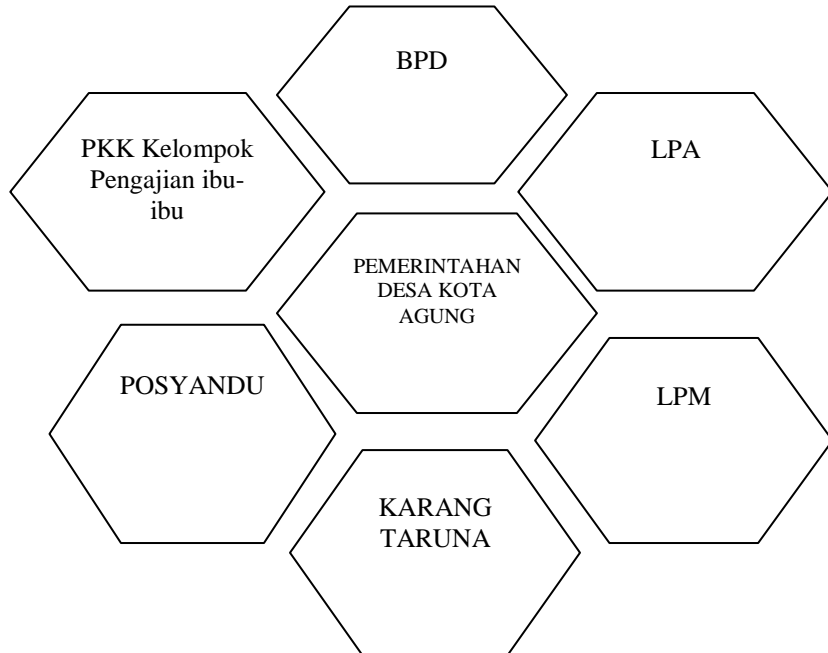 BPD
PKK Kelompok
Pengajian ibu-
ibu
LPA
PEMERINTAHAN
DESA KOTA
AGUNG
POSYANDU
LPM
KARANG
TARUNA